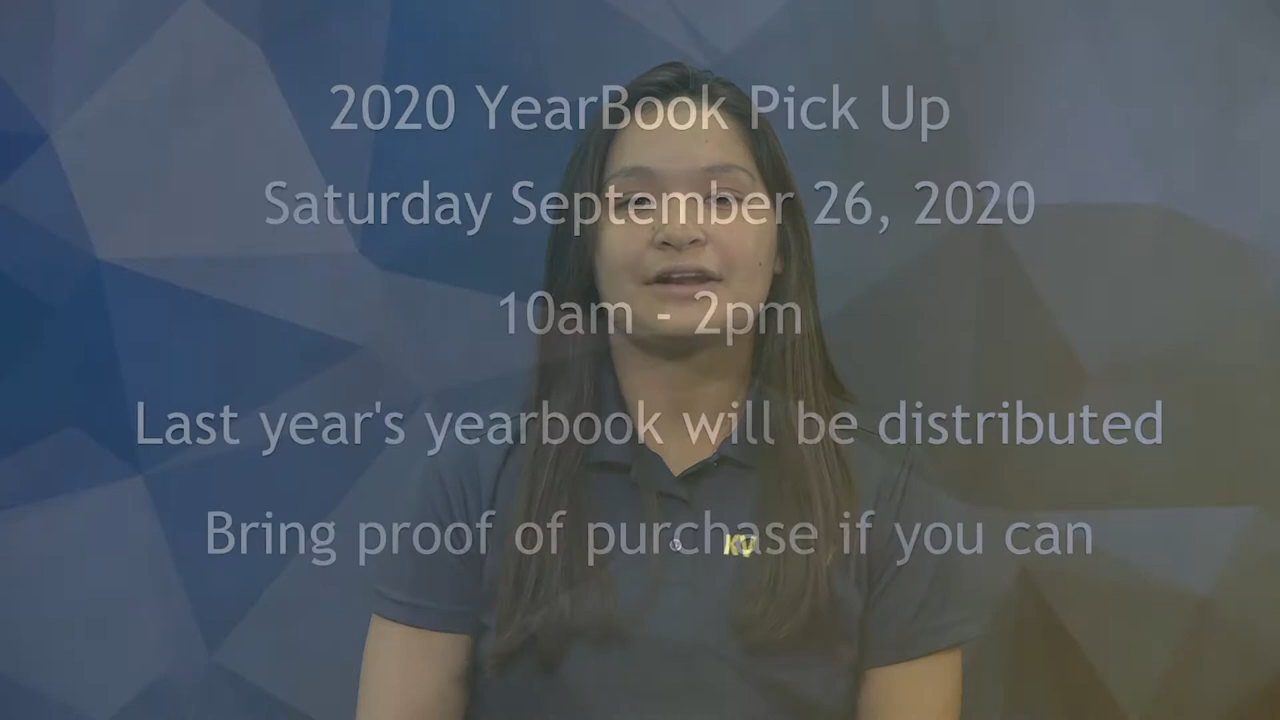 2020 YearBook Pick Up
Saturday September 26, 2020
10am - 2pm
Last year's yearbook will be distributed
Bring proof of purchase if you can
KV